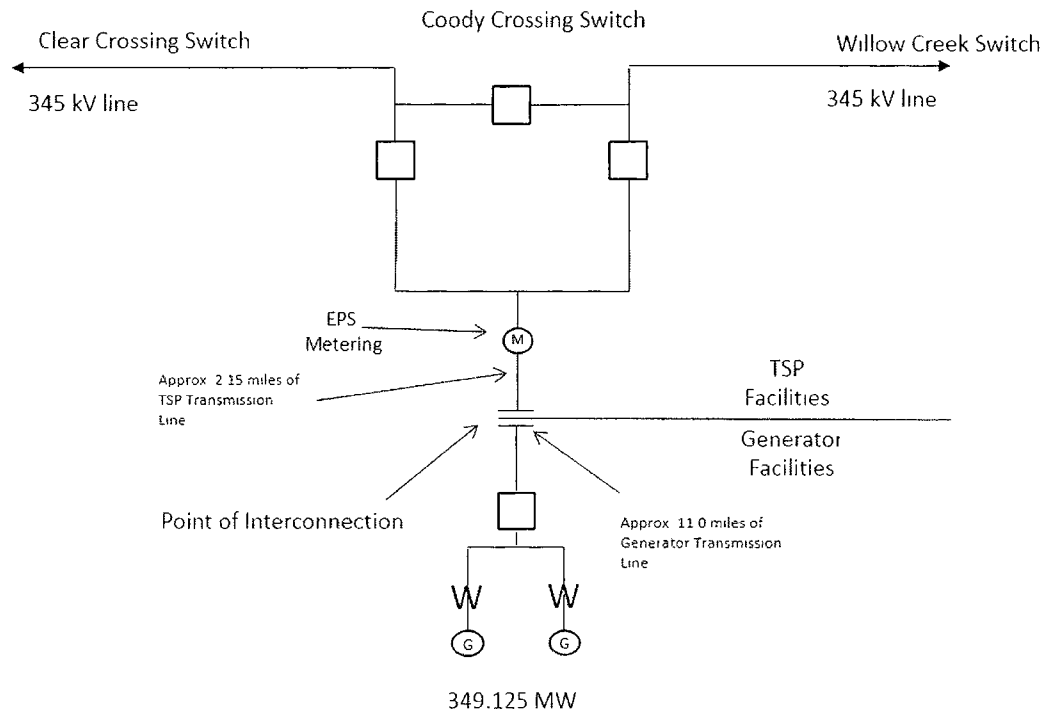 Coody Crossing Switch
Clear Crossing Switch
Willow Creek Switch
345 kV line
345 kV line
EPS
Metering
M
Approx 2 15 miles of
TSP Transmission
Line
TSP
Facilities
Generator
Facilities
Point of Interconnection
Approx 11 0 miles of
Generator Transmission
Line
G
G
349.125 MW